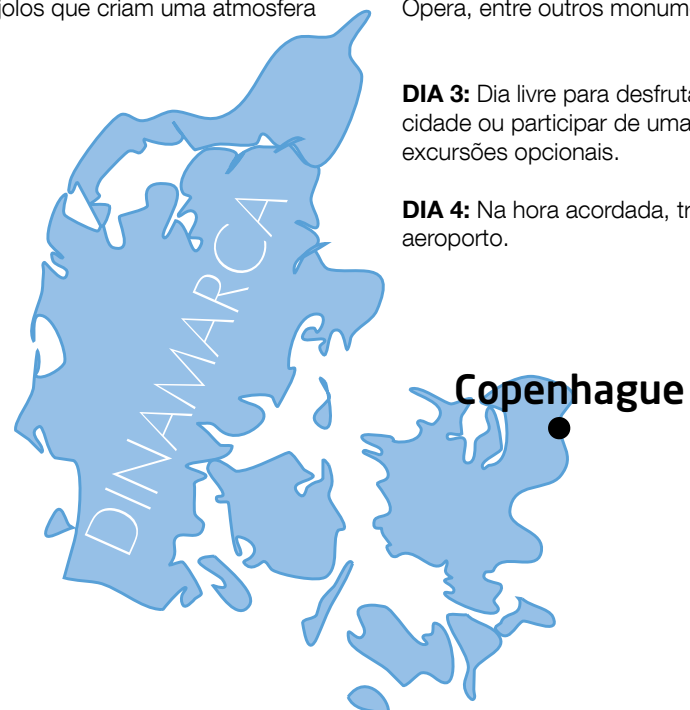 jolos que criam uma atmosfera
Opera, entre outros monum
DIA 3: Dia livre para desfruta
cidade ou participar de uma
excursões opcionais.
DIA 4: Na hora acordada, tr
aeroporto.
DINAMARCA
Copenhague